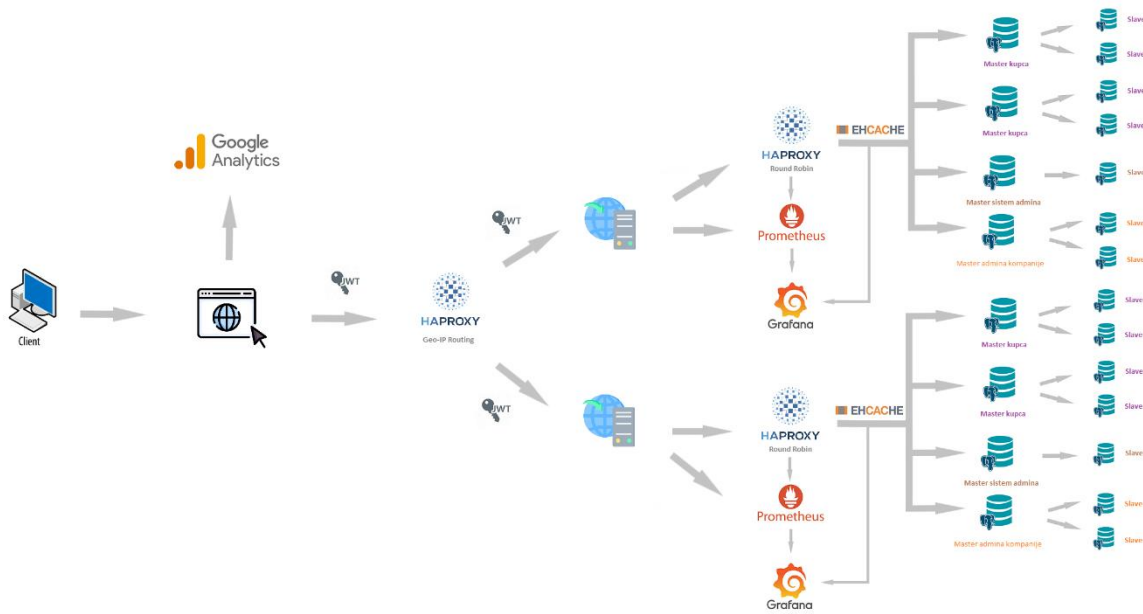 Client
Google
Analytics
JWT
HAPROXY
Geo-IP Routing
JWT
JWT
HAPROXY
Round Robin
Prometheus
Grafana
EHCACHE
Master kupca
Slave
Slave
Master kupca
Slave
Slave
Master sistem admina
Slave
Master admina kompanije
Slave
Slave
HAPROXY
Round Robin
Prometheus
Grafana
EHCACHE
Master kupca
Slave
Slave
Master kupca
Slave
Slave
Master sistem admina
Slave
Master admina kompanije
Slave
Slave